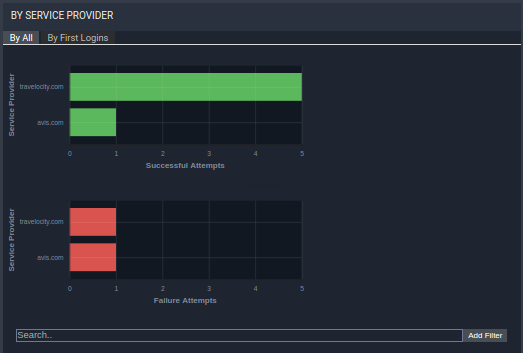 BY SERVICE PROVIDER
By All By First Logins
Service Provider
travelocity.com
avis.com
0 1 2 3 4 5
Successful Attempts
Service Provider
travelocity.com
avis.com
0 1 2 3 4 5
Failure Attempts
Search.. Add Filter